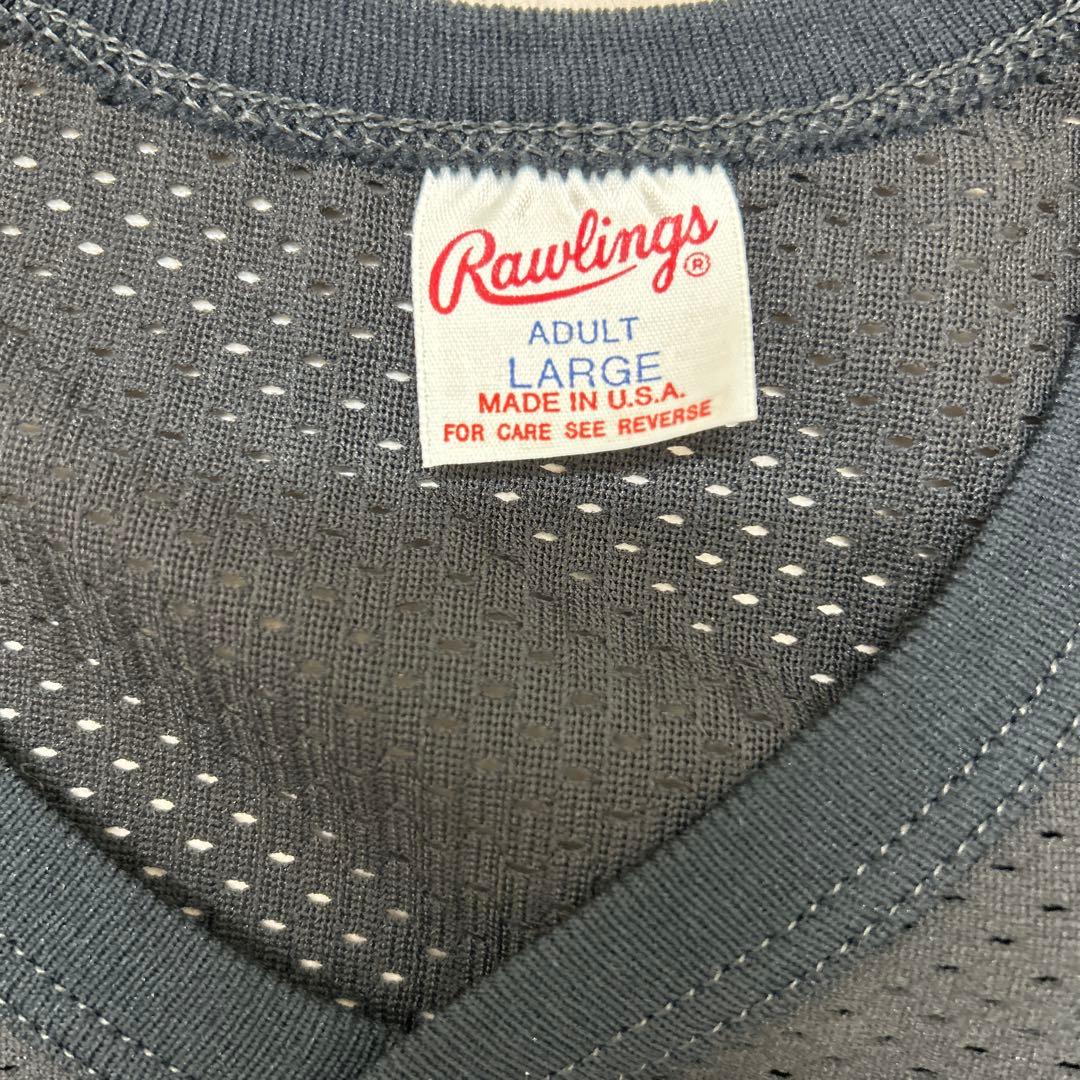 Rawlings®
ADULT
LARGE
MADE IN U.S.A.
FOR CARE SEE REVERSE